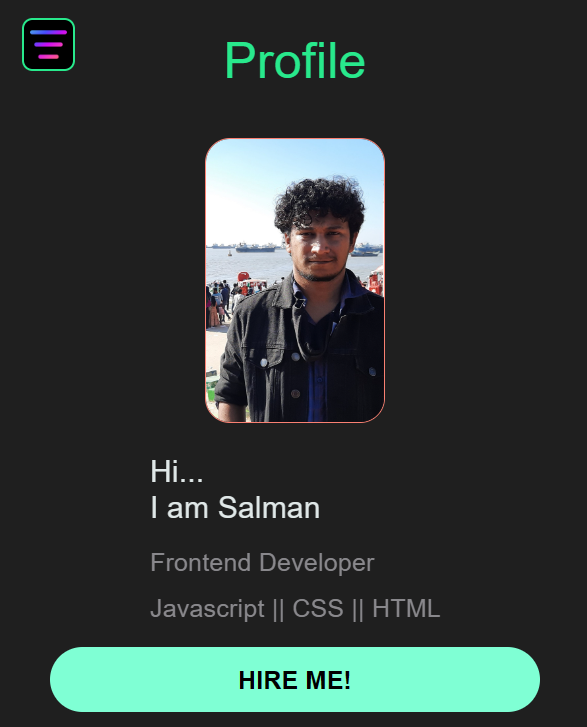 Profile
Hi...
I am Salman
Frontend Developer
Javascript || CSS || HTML
HIRE ME!